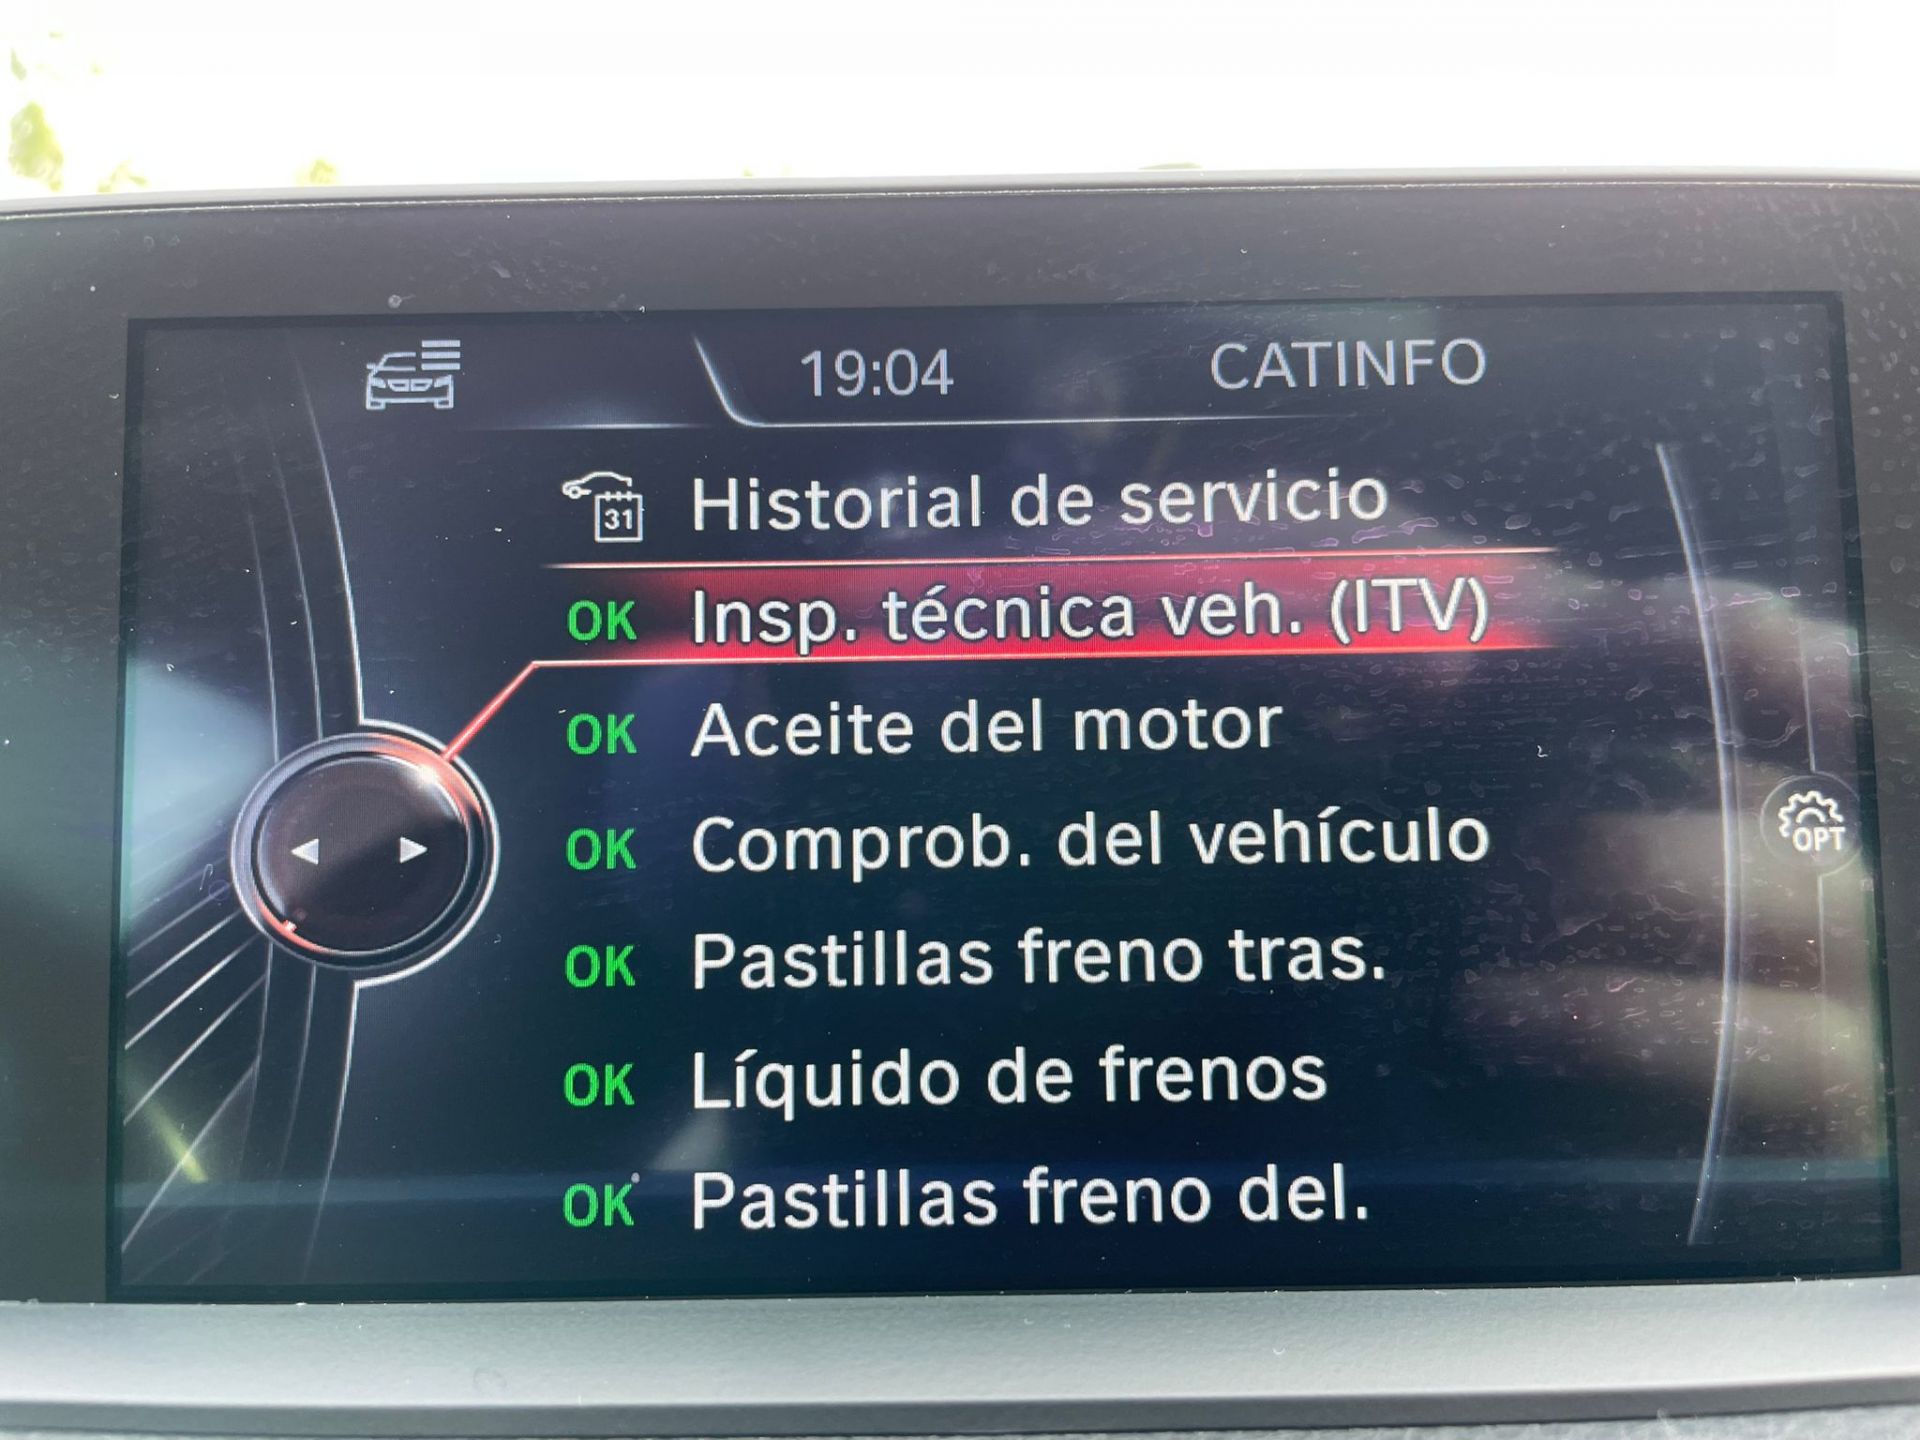 19:04 CATINFO
31 Historial de servicio
OK Insp. técnica veh. (ITV)
OK Aceite del motor
OK Comprob. del vehículo
OPT
OK Pastillas freno tras.
OK Líquido de frenos
OK Pastillas freno del.